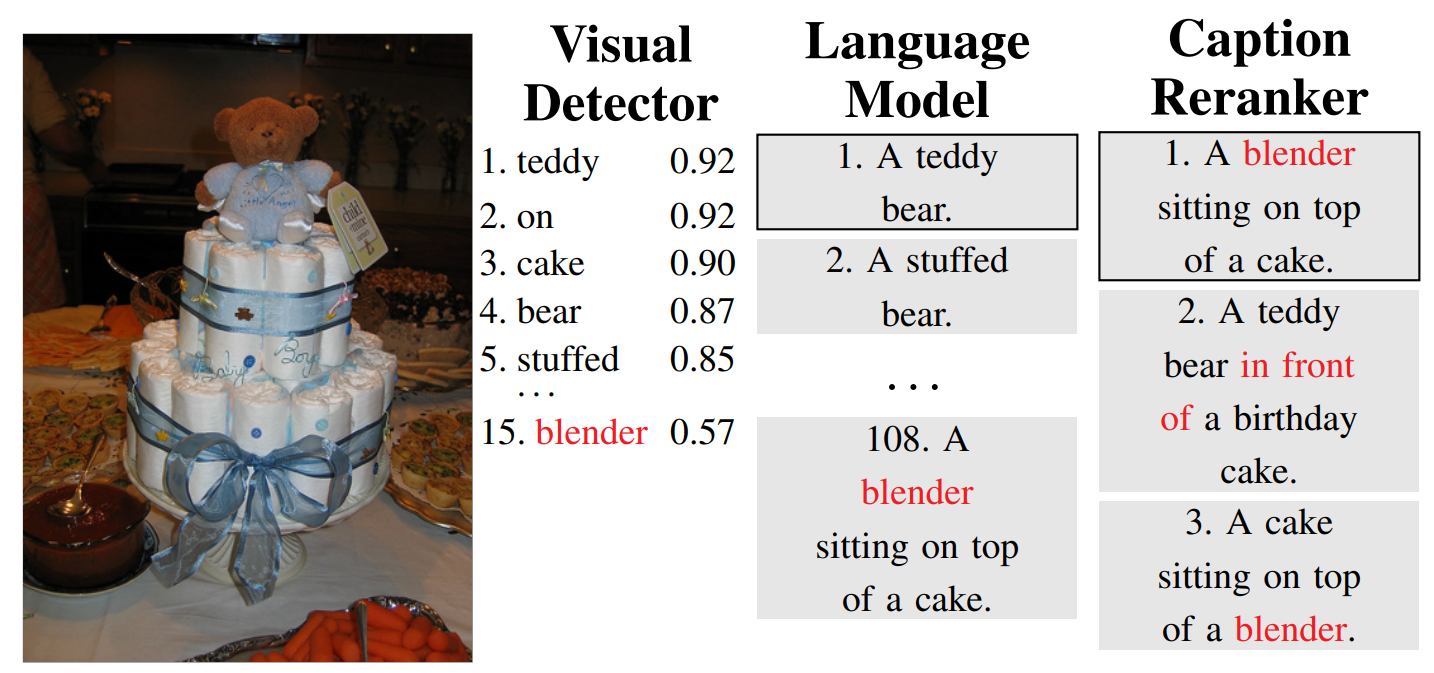 Visual
Detector
1. teddy 0.92
2. on 0.92
3. cake 0.90
4. bear 0.87
5. stuffed 0.85
...
15. blender 0.57
Language
Model
1. A teddy
bear.
2. A stuffed
bear.
...
108. A
blender
sitting on top
of a cake.
Caption
Reranker
1. A blender
sitting on top
of a cake.
2. A teddy
bear in front
of a birthday
cake.
3. A cake
sitting on top
of a blender.
Little Angel
child
mine
Baby Boy